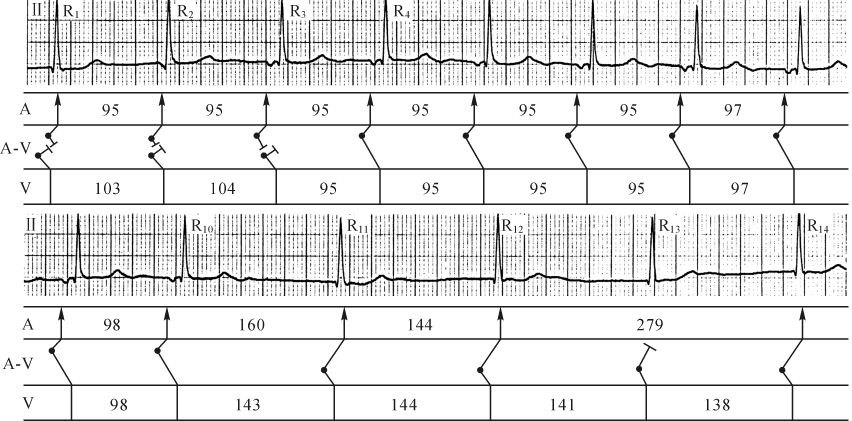 II R₁ R₂ R₃ R₄
A 95 95 95 95 95 95 97
A-V
V 103 104 95 95 95 95 97
II R₁₀ R₁₁ R₁₂ R₁₃ R₁₄
A 98 160 144 279
A-V
V 98 143 144 141 138